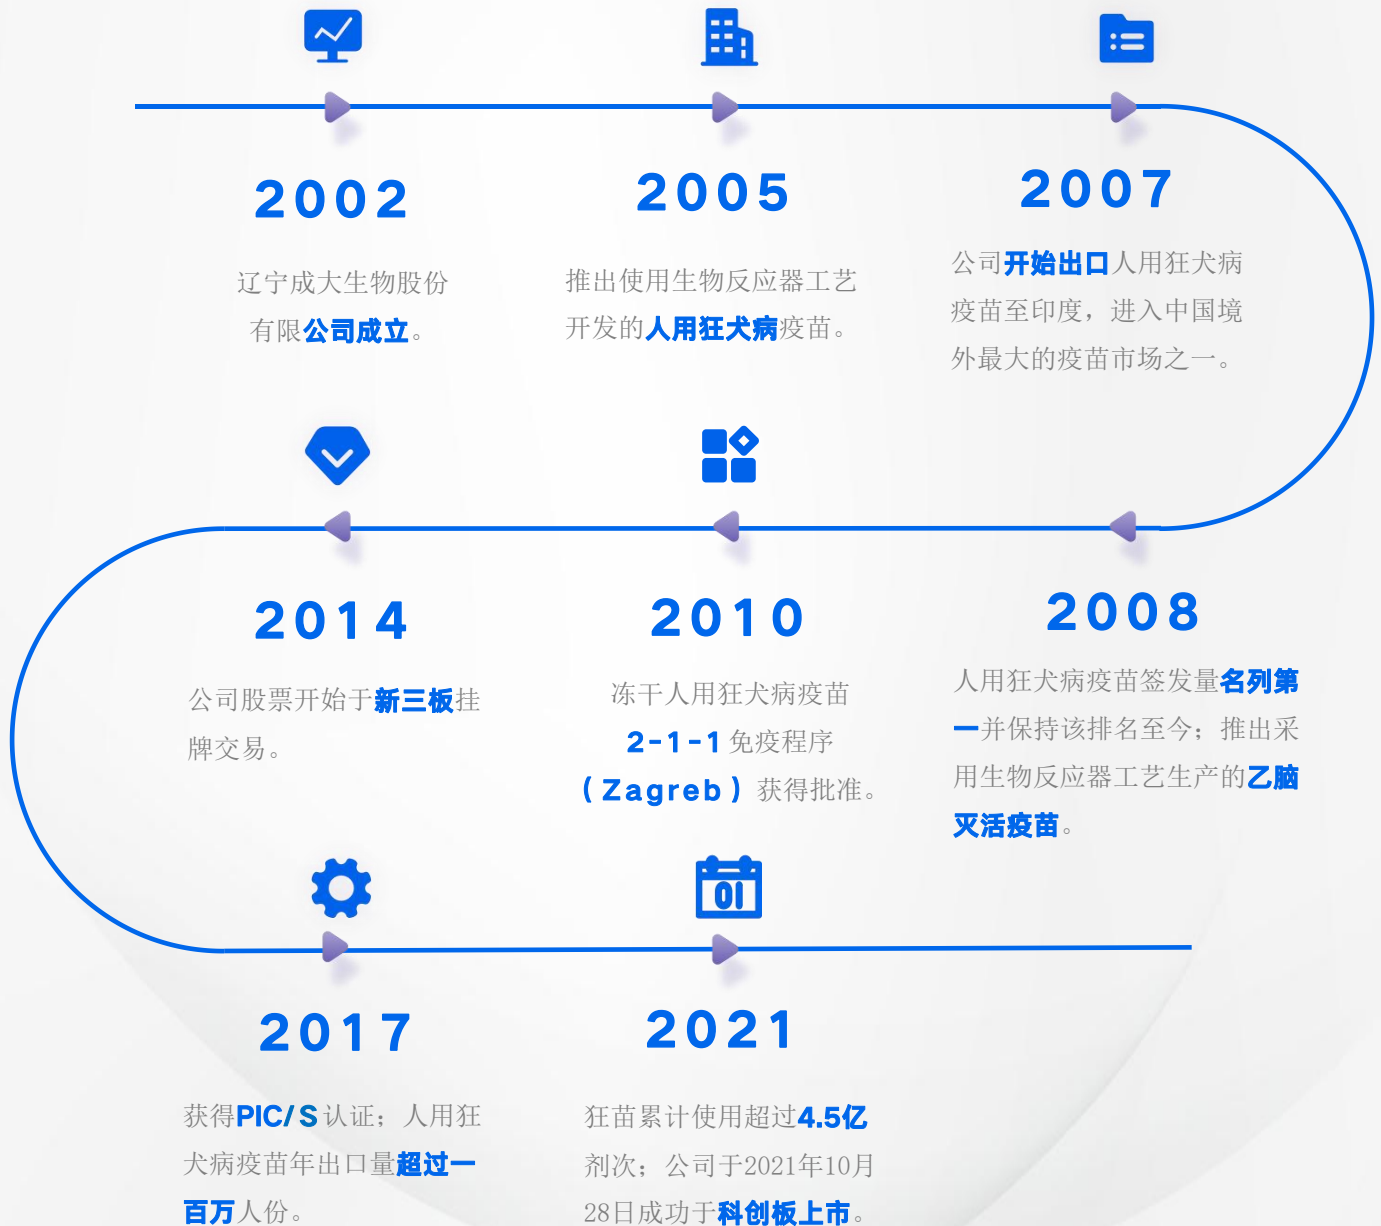 2002
辽宁成大生物股份
有限公司成立。
2005
推出使用生物反应器工艺
开发的人用狂犬病疫苗。
2007
公司开始出口人用狂犬病
疫苗至印度，进入中国境
外最大的疫苗市场之一。
2008
人用狂犬病疫苗签发量名列第
一并保持该排名至今；推出采
用生物反应器工艺生产的乙脑
灭活疫苗。
2010
冻干人用狂犬病疫苗
2-1-1免疫程序
（Zagreb）获得批准。
2014
公司股票开始于新三板挂
牌交易。
2017
获得PIC/S认证；人用狂
犬病疫苗年出口量超过一
百万人份。
01
2021
狂苗累计使用超过4.5亿
剂次；公司于2021年10月
28日成功于科创板上市。